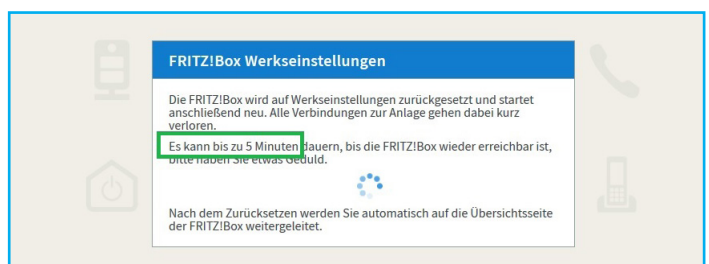 FRITZ!Box Werkseinstellungen
Die FRITZ!Box wird auf Werkseinstellungen zurückgesetzt und startet
anschließend neu. Alle Verbindungen zur Anlage gehen dabei kurz
verloren.
Es kann bis zu 5 Minuten dauern, bis die FRITZ!Box wieder erreichbar ist,
bitte haben Sie etwas Geduld.
Nach dem Zurücksetzen werden Sie automatisch auf die Übersichtsseite
der FRITZ!Box weitergeleitet.